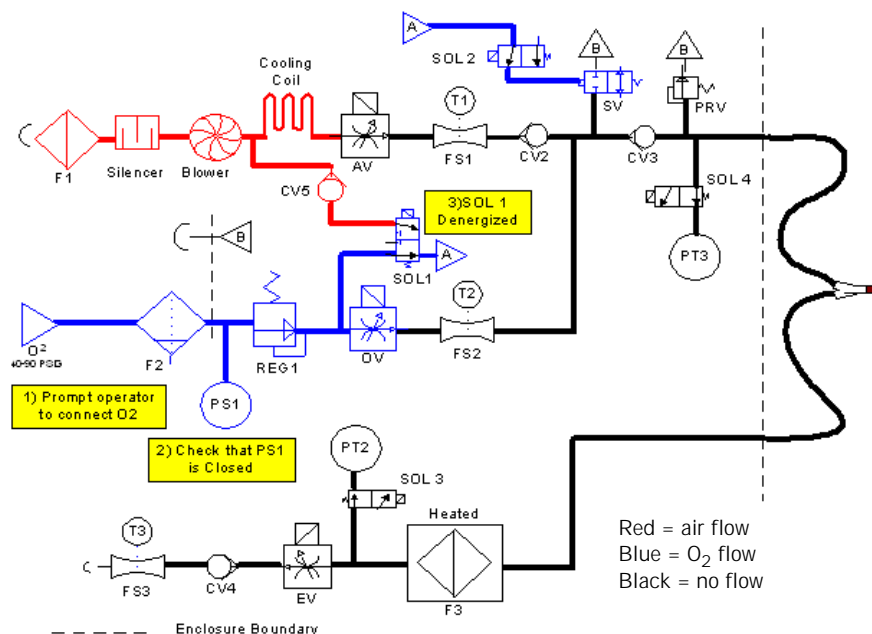 A
B
B
SOL 2
Cooling
Coil
T1
SV
PRV
F1
Silencer
Blower
AV
FS1
CV2
CV3
SOL 4
CV5
3)SOL 1
Denergized
B
A
SOL1
PT3
T2
O2
40-90 PSIG
F2
REG1
OV
FS2
1) Prompt operator
to connect O2
PS1
2) Check that PS1
is Closed
PT2
SOL 3
Heated
T3
Red = air flow
Blue = O2 flow
Black = no flow
FS3
CV4
EV
F3
Enclosure Boundary